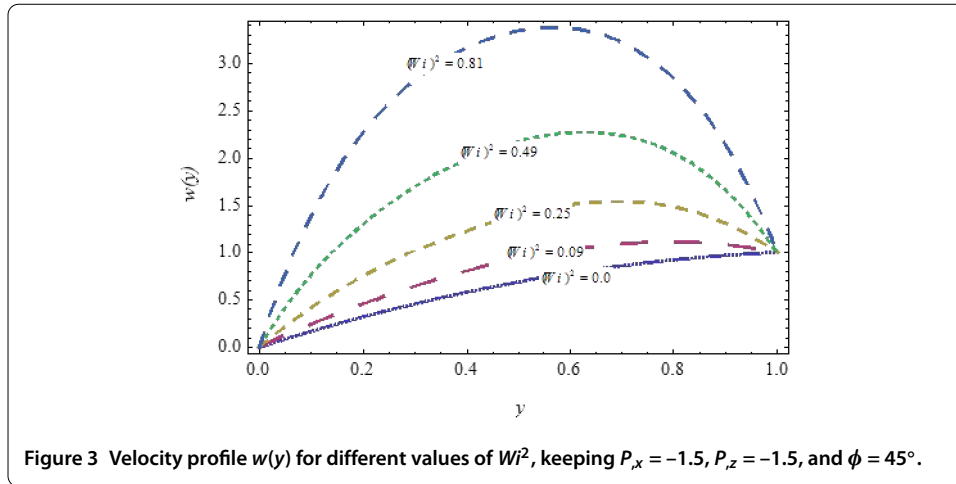 3.0
(Wi)² = 0.81
2.5
2.0
(Wi)² = 0.49
w(y)
1.5
(Wi)² = 0.25
1.0
(Wi)² = 0.09
(Wi)² = 0.0
0.5
0.0
0.0 0.2 0.4 0.6 0.8 1.0
y
Figure 3 Velocity profile w(y) for different values of Wi², keeping P,x = –1.5, P,z = –1.5, and ϕ = 45°.